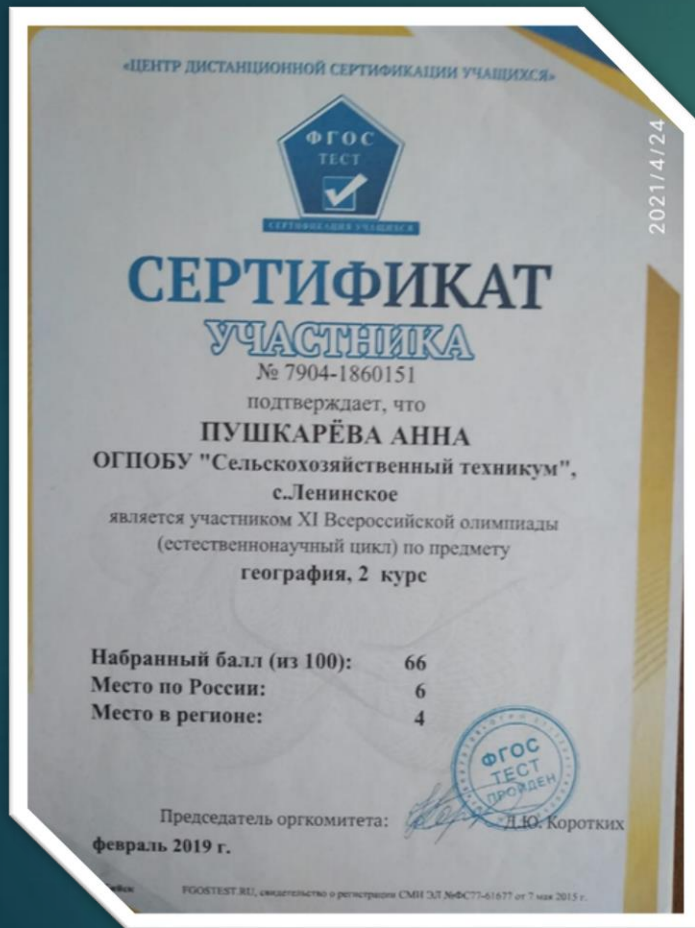 «ЦЕНТР ДИСТАНЦИОННОЙ СЕРТИФИКАЦИИ УЧАЩИХСЯ»
ФГОС
ТЕСТ
СЕРТИФИКАЦИЯ УЧАЩИХСЯ
2021/4/24
СЕРТИФИКАТ
УЧАСТНИКА
№ 7904-1860151
подтверждает, что
ПУШКАРЁВА АННА
ОГПОБУ "Сельскохозяйственный техникум",
с..Ленинское
является участником XI Всероссийской олимпиады
(естественнонаучный цикл) по предмету
география, 2 курс
Набранный балл (из 100): 66
Место по России: 6
Место в регионе: 4
ФГОС
ТЕСТ
ПРОЙДЕН
Председатель оргкомитета: Д.Ю. Коротких
февраль 2019 г.
FGOSTEST.RU, свидетельство о регистрации СМИ ЭЛ №ФС77-61677 от 7 мая 2015 г.